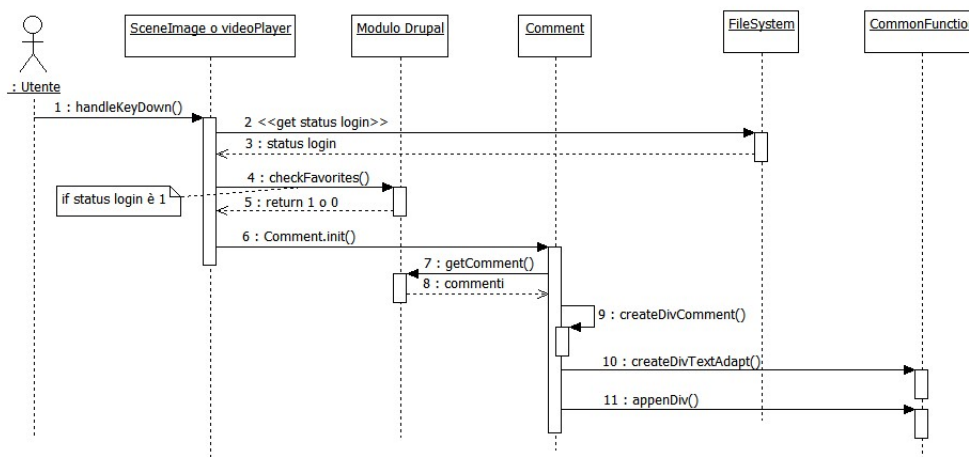 SceneImage o videoPlayer
Modulo Drupal
Comment
FileSystem
CommonFunction
: Utente
1 : handleKeyDown()
2 <<get status login>>
3 : status login
4 : checkFavorites()
if status login è 1
5 : return 1 o 0
6 : Comment.init()
7 : getComment()
8 : commenti
9 : createDivComment()
10 : createDivTextAdapt()
11 : appenDiv()